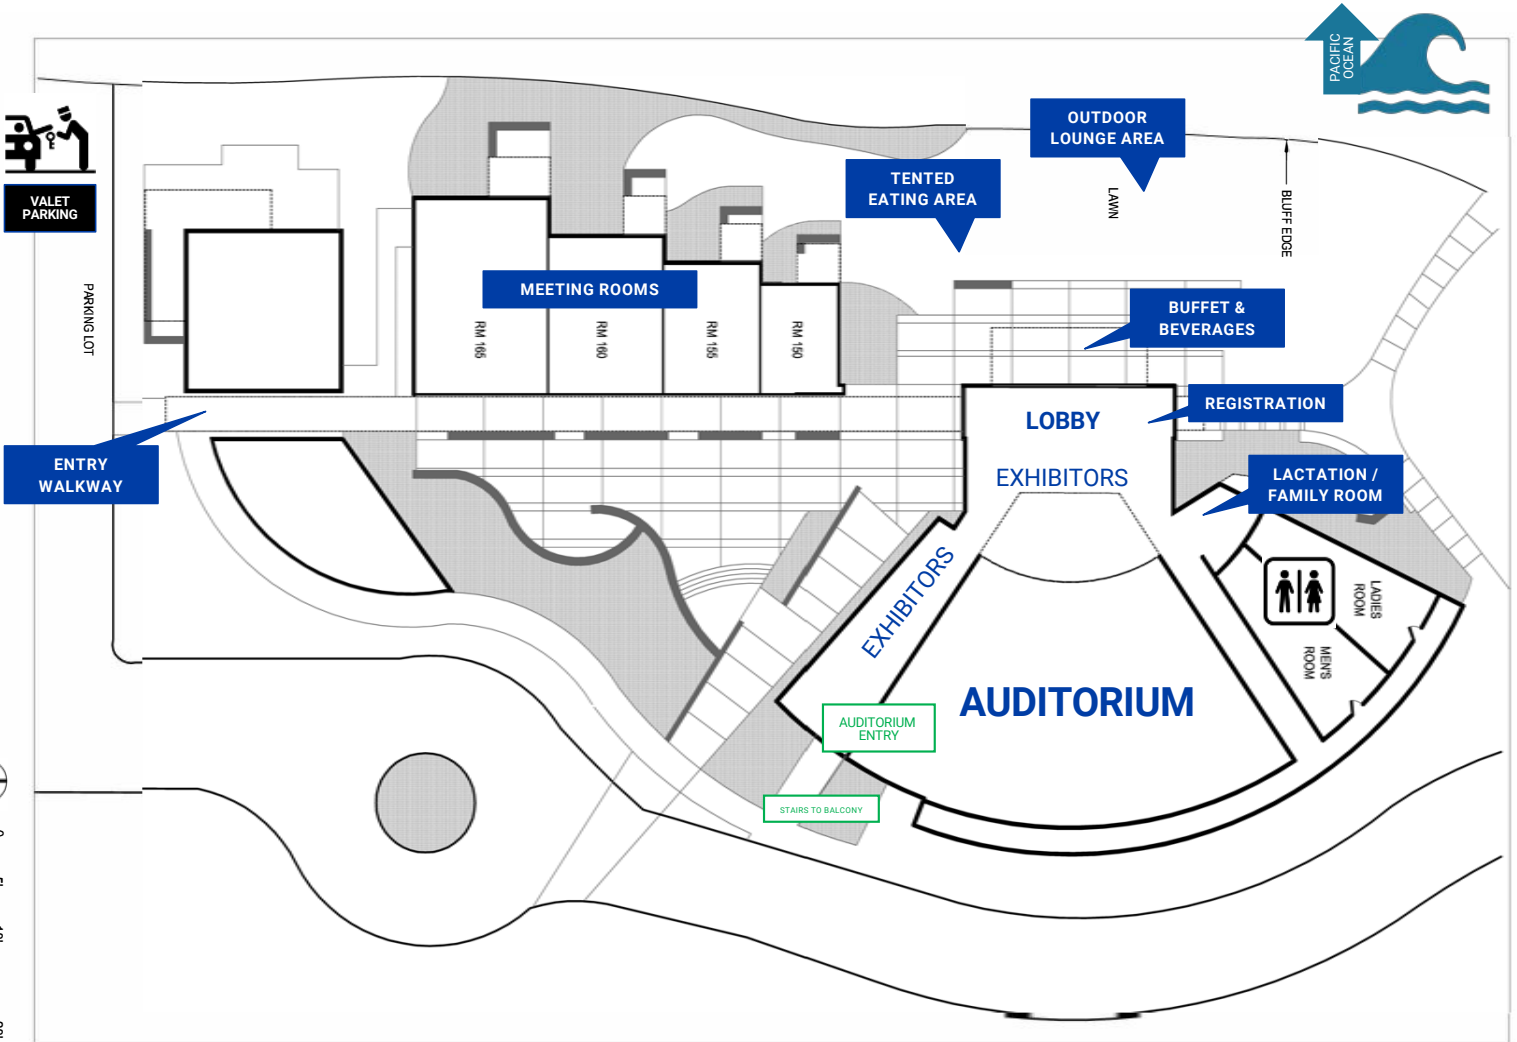 PACIFIC
OCEAN
OUTDOOR
LOUNGE AREA
TENTED
EATING AREA
VALET
PARKING
LAWN
BLUFF EDGE
PARKING LOT
MEETING ROOMS
BUFFET &
BEVERAGES
RM 165
RM 160
RM 155
RM 150
REGISTRATION
LOBBY
ENTRY
WALKWAY
EXHIBITORS
LACTATION /
FAMILY ROOM
EXHIBITORS
LADIES
ROOM
MEN'S
ROOM
AUDITORIUM
AUDITORIUM
ENTRY
STAIRS TO BALCONY